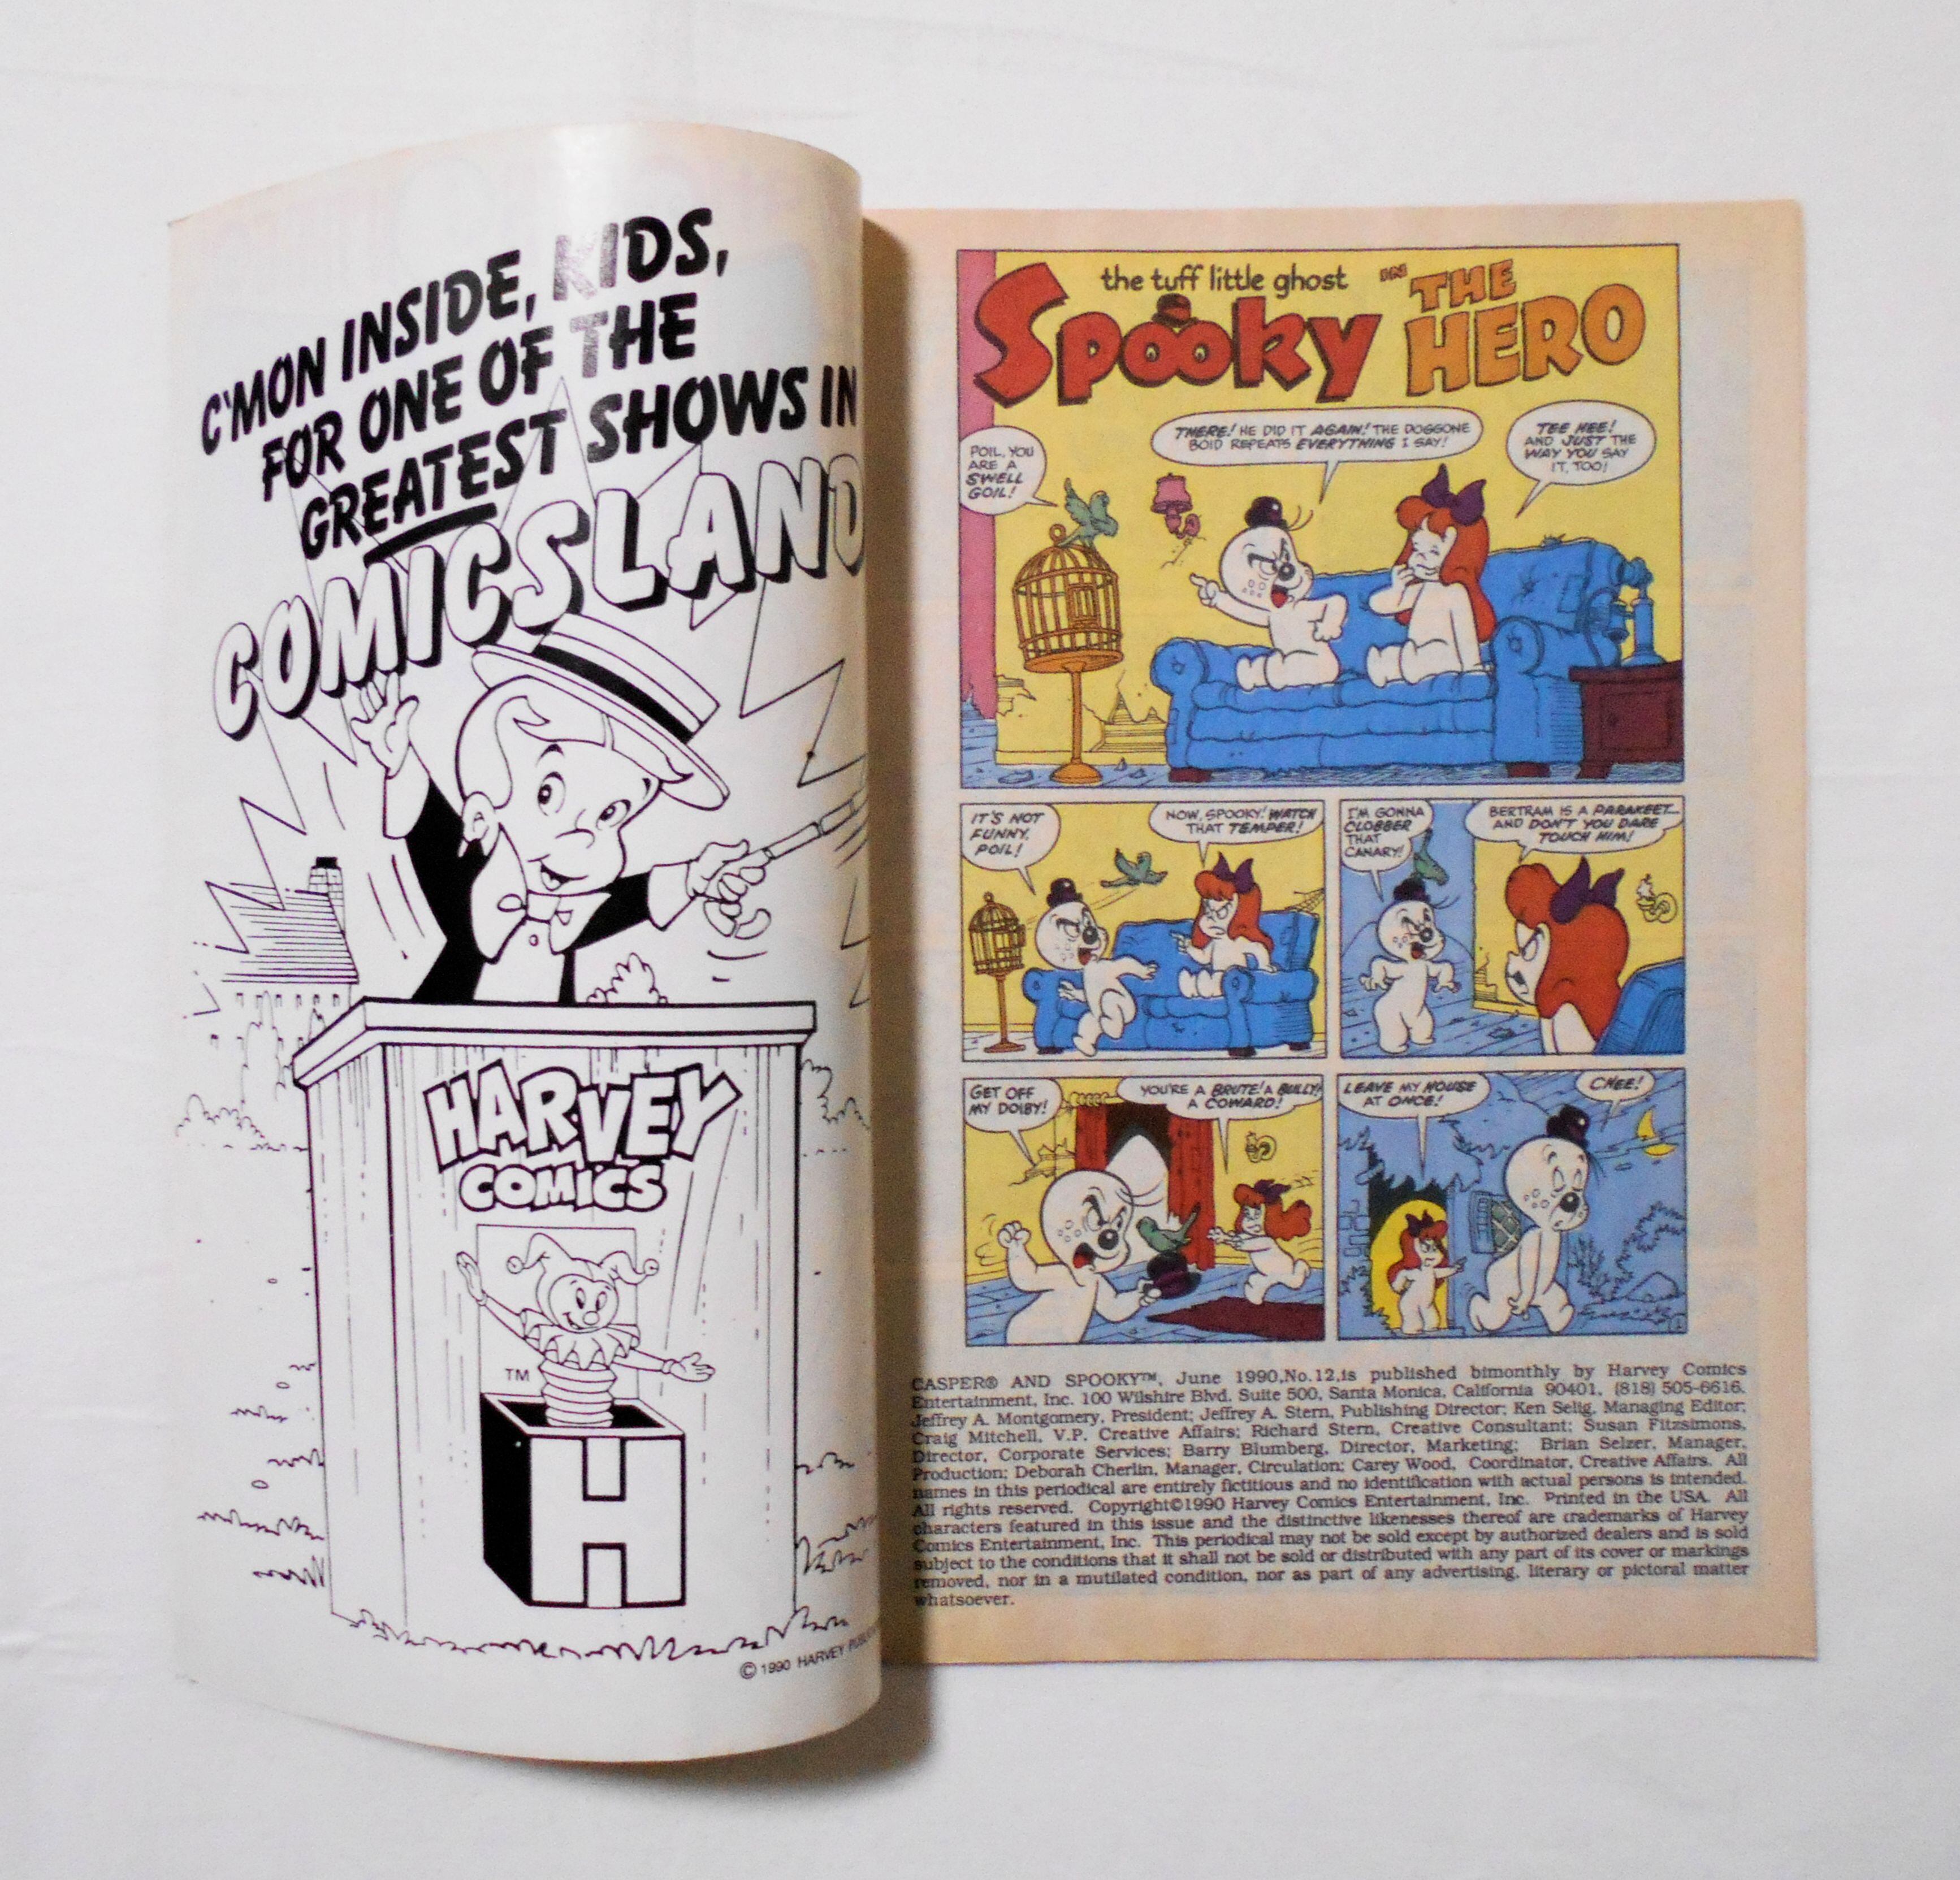 C'MON INSIDE, KIDS,
FOR ONE OF THE
GREATEST SHOWS IN
COMICSLAND
HARVEY
COMICS
TM
H
© 1990 HARVEY
the tuff little ghost
Spooky
IN THE
HERO
POIL, YOU
ARE A
SWELL
GOIL!
THERE! HE DID IT AGAIN! THE DOGGONE
BOID REPEATS EVERYTHING I SAY!
TEE HEE!
AND JUST THE
WAY YOU SAY
IT, TOO!
IT'S NOT
FUNNY,
POIL!
NOW, SPOOKY! WATCH
THAT TEMPER!
I'M GONNA
CLOBBER
THAT
CANARY!
BERTRAM IS A PARAKEET...
AND DON'T YOU DARE
TOUCH HIM!
GET OFF
MY DOIBY!
YOU'RE A BRUTE! A BULLY!
A COWARD!
LEAVE MY HOUSE
AT ONCE!
CHEE!
1
CASPER® AND SPOOKY™, June 1990,No.12,is published bimonthly by Harvey Comics
Entertainment, Inc. 100 Wilshire Blvd. Suite 500, Santa Monica, California 90401, (818) 505-6616.
Jeffrey A. Montgomery, President; Jeffrey A. Stern, Publishing Director; Ken Selig, Managing Editor;
Craig Mitchell, V.P. Creative Affairs; Richard Stern, Creative Consultant; Susan Fitzsimons,
Director, Corporate Services; Barry Blumberg, Director, Marketing; Brian Selzer, Manager,
Production; Deborah Cherlin, Manager, Circulation; Carey Wood, Coordinator, Creative Affairs. All
names in this periodical are entirely fictitious and no identification with actual persons is intended.
All rights reserved. Copyright©1990 Harvey Comics Entertainment, Inc. Printed in the USA. All
characters featured in this issue and the distinctive likenesses thereof are trademarks of Harvey
Comics Entertainment, Inc. This periodical may not be sold except by authorized dealers and is sold
subject to the conditions that it shall not be sold or distributed with any part of its cover or markings
removed, nor in a mutilated condition, nor as part of any advertising, literary or pictoral matter
whatsoever.